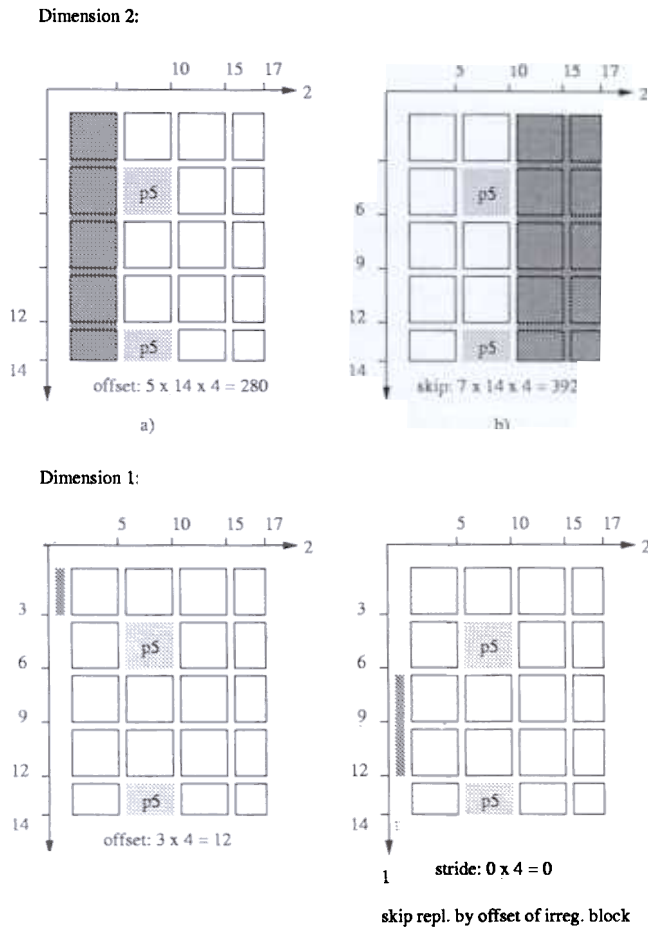 Dimension 2:
10 15 17
2
p5
12
p5
14
offset: 5 x 14 x 4 = 280
a)
5 10 15 17
2
p5
6
9
12
p5
14
skip: 7 x 14 x 4 = 392
b)
Dimension 1:
5 10 15 17
2
3
p5
6
9
12
p5
14
offset: 3 x 4 = 12
5 10 15 17
2
3
p5
6
9
12
p5
14
1
stride: 0 x 4 = 0
skip repl. by offset of irreg. block